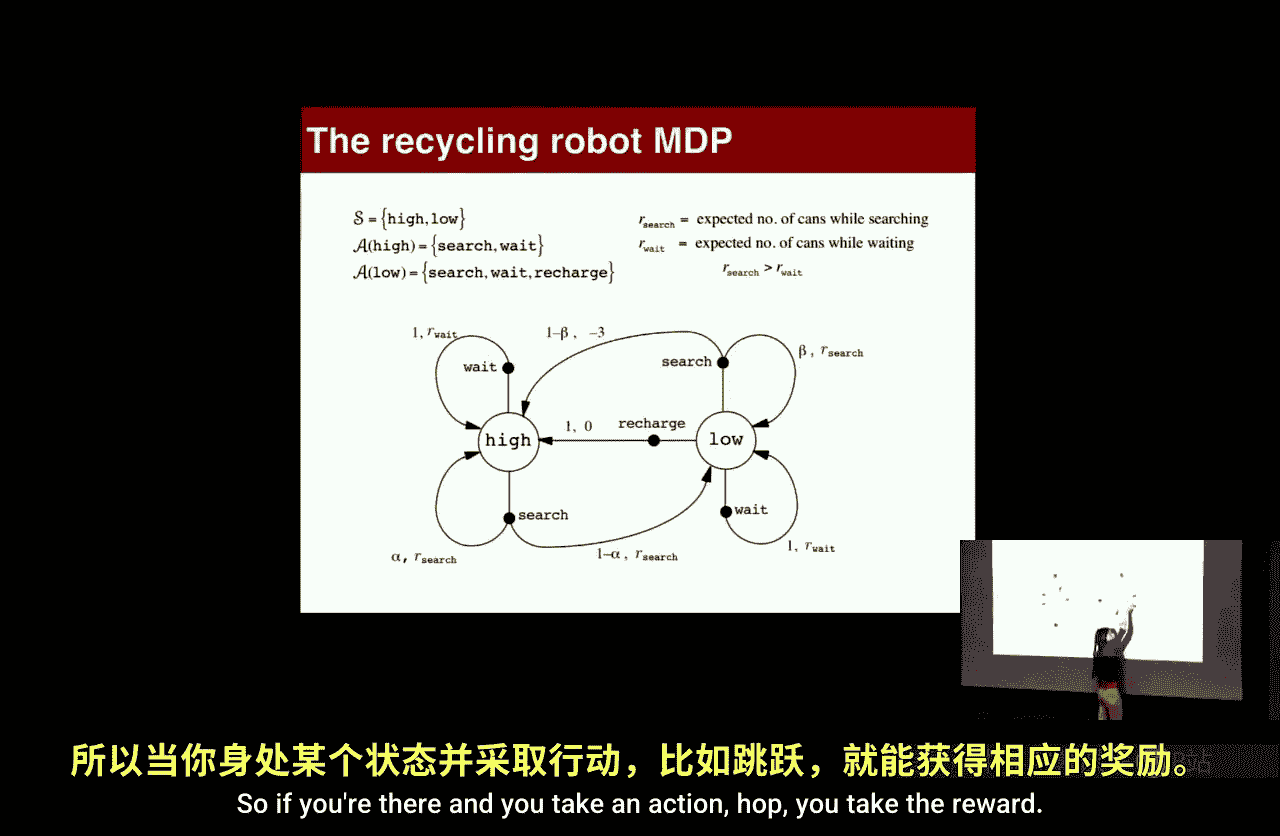 The recycling robot MDP
S = {high, low}
A(high) = {search, wait}
A(low) = {search, wait, recharge}
r_search = expected no. of cans while searching
r_wait = expected no. of cans while waiting
r_search > r_wait
1, r_wait
1–β, –3
wait
search
β, r_search
high
1, 0
recharge
low
search
wait
α, r_search
1–α, r_search
1, r_wait
所以当你身处某个状态并采取行动，比如跳跃，就能获得相应的奖励。
So if you're there and you take an action, hop, you take the reward.